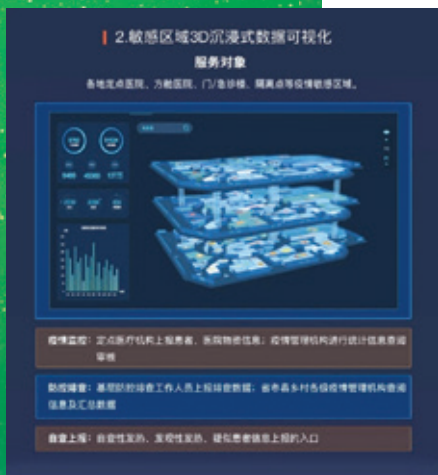 2.敏感区域3D沉浸式数据可视化
服务对象
各地定点医院、方舱医院、门/急诊楼、隔离点等疫情敏感区域。
疫情监控：定点医疗机构上报患者、医院物资信息；疫情管理机构进行统计信息查阅
审核
防控排查：基层防控排查工作人员上报排查数据；省市县乡村各级疫情管理机构查阅
信息及汇总数据
自查上报：自查性发热、发现性发热、疑似患者信息上报的入口